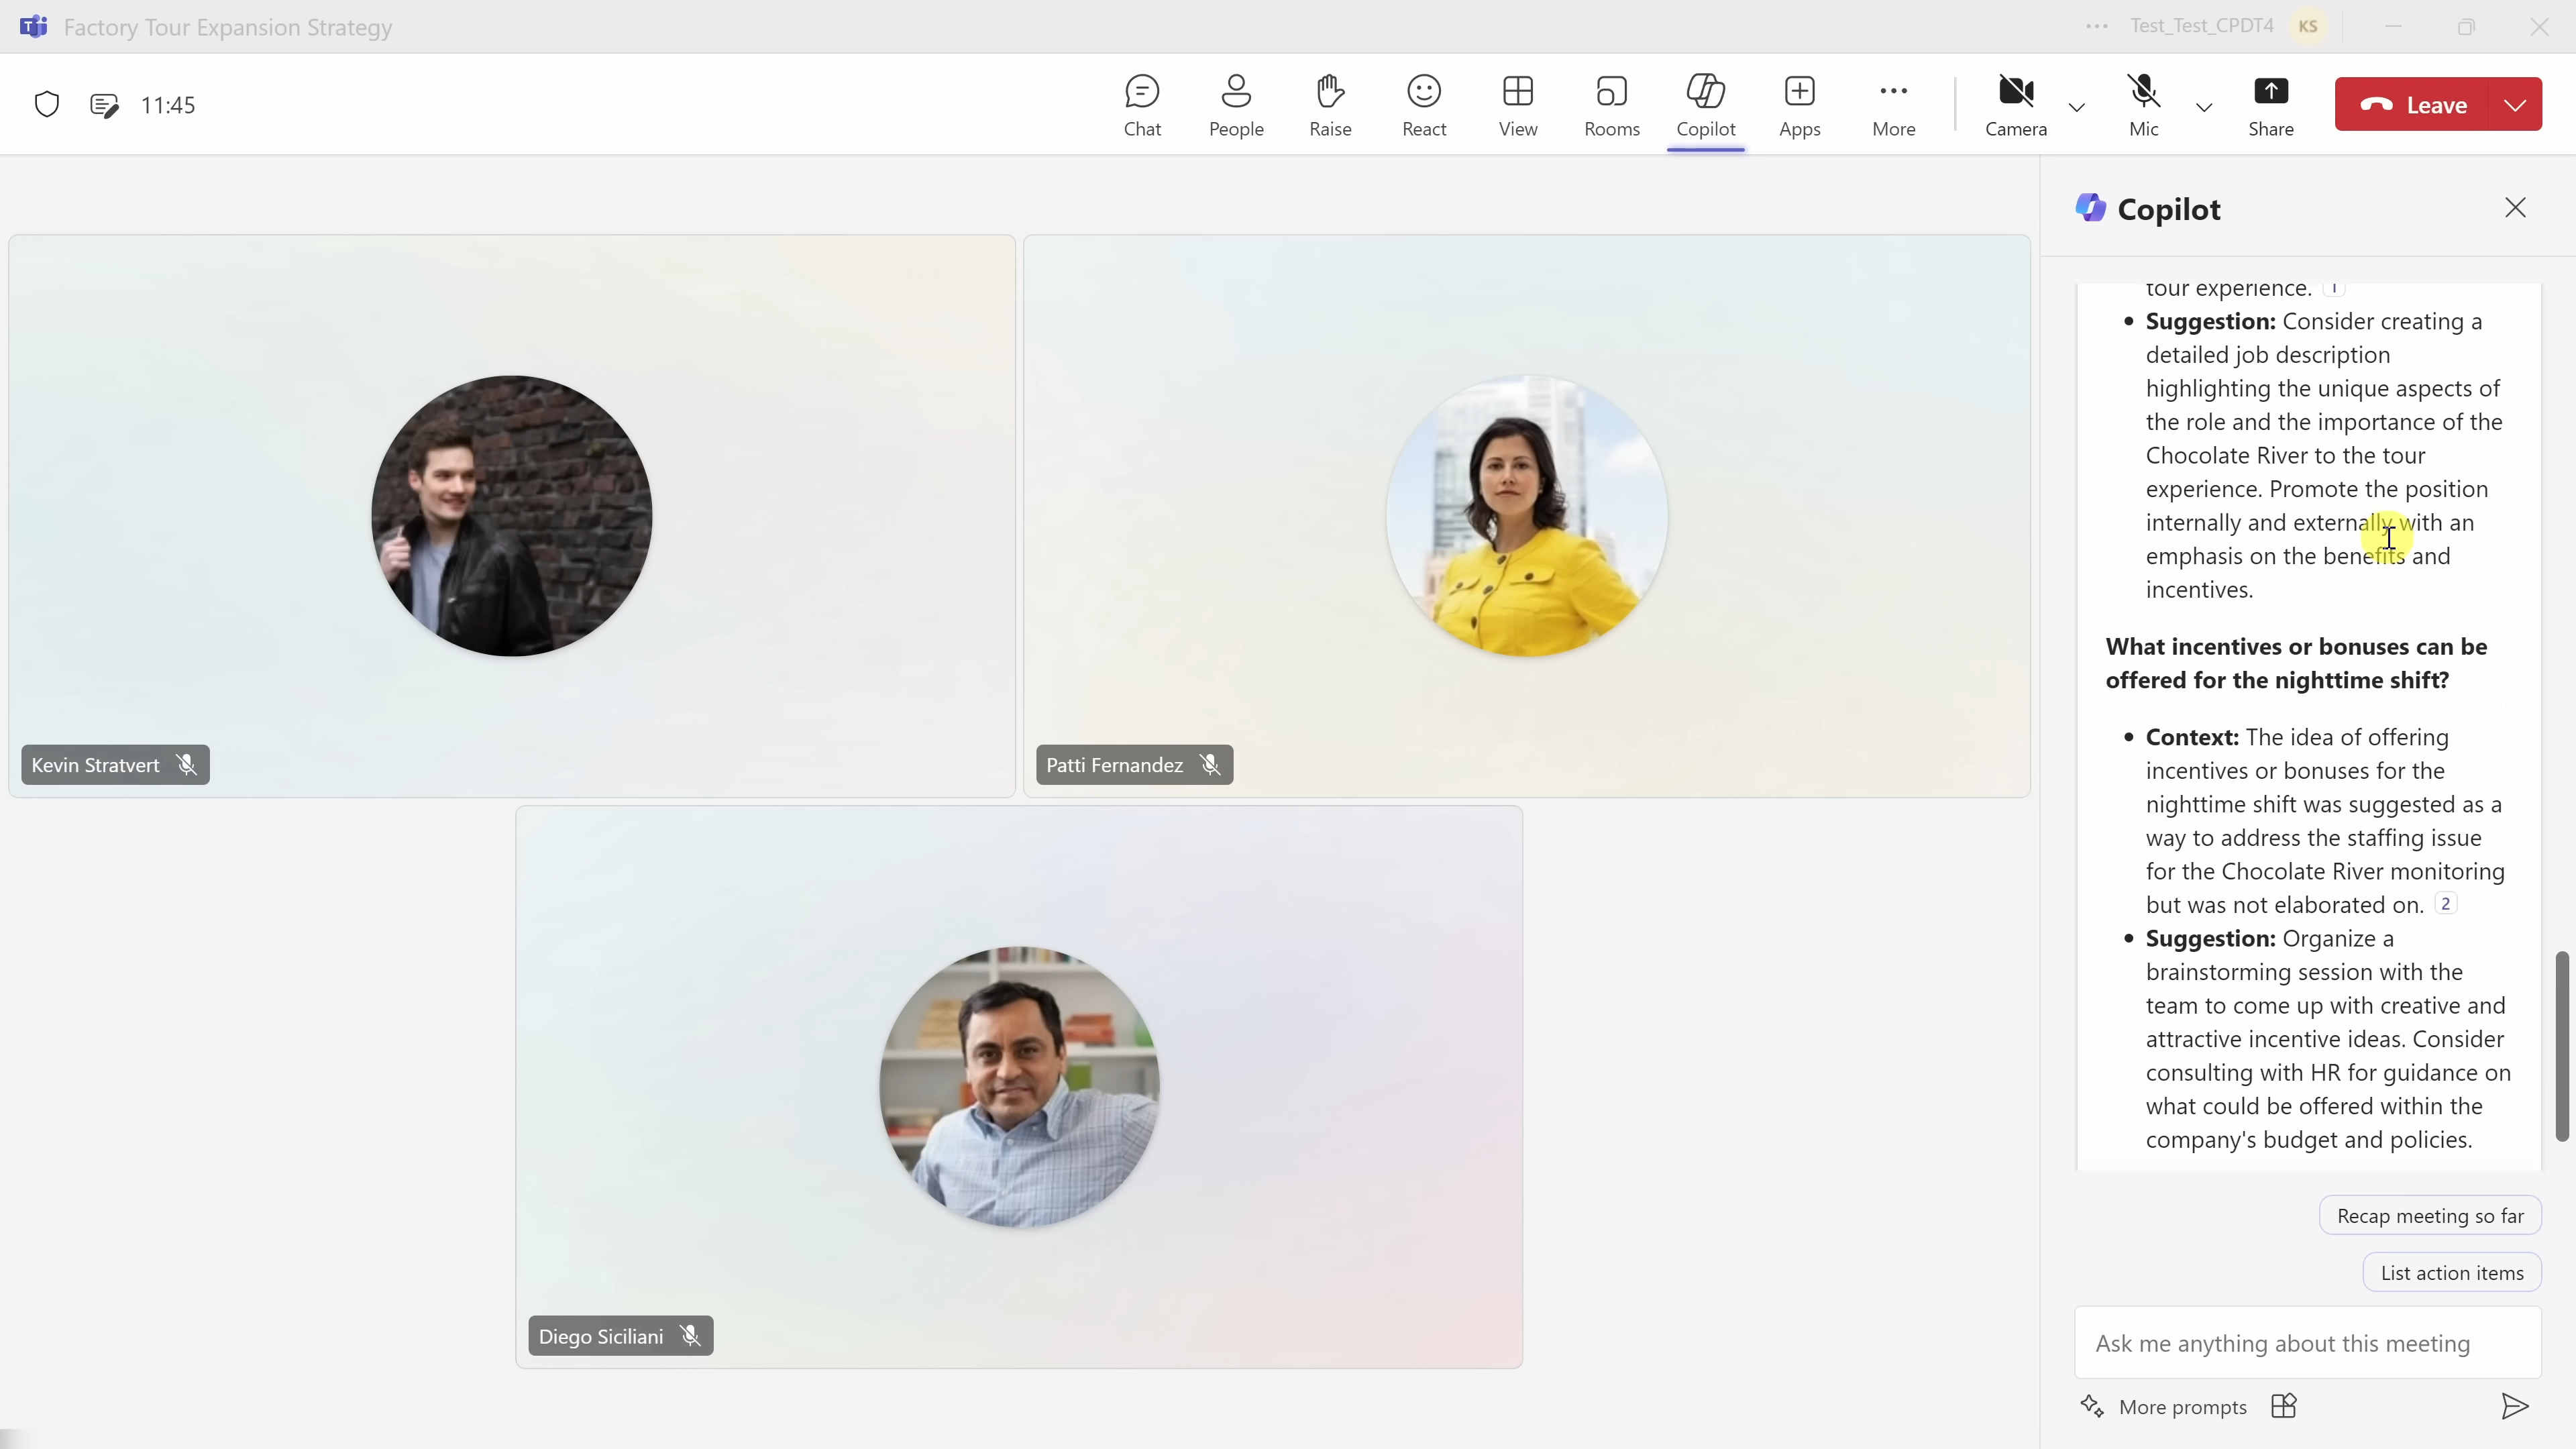 Factory Tour Expansion Strategy
Test_Test_CPDT4 KS
11:45
Chat People Raise React View Rooms Copilot Apps More Camera Mic Share Leave
Copilot
tour experience. 1
• Suggestion: Consider creating a
detailed job description
highlighting the unique aspects of
the role and the importance of the
Chocolate River to the tour
experience. Promote the position
internally and externally with an
emphasis on the benefits and
incentives.
What incentives or bonuses can be
offered for the nighttime shift?
• Context: The idea of offering
incentives or bonuses for the
nighttime shift was suggested as a
way to address the staffing issue
for the Chocolate River monitoring
but was not elaborated on. 2
• Suggestion: Organize a
brainstorming session with the
team to come up with creative and
attractive incentive ideas. Consider
consulting with HR for guidance on
what could be offered within the
company's budget and policies.
Recap meeting so far
List action items
Ask me anything about this meeting
More prompts
Kevin Stratvert
Patti Fernandez
Diego Siciliani